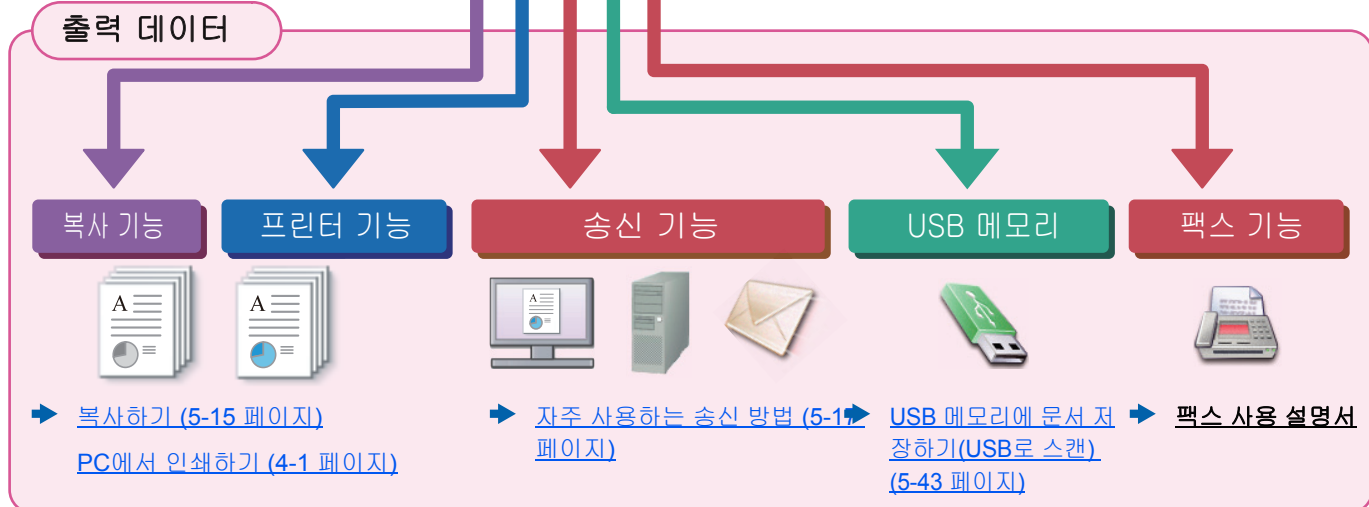 출력 데이터
복사 기능
프린터 기능
송신 기능
USB 메모리
팩스 기능
A
A
A
복사하기 (5-15 페이지)
PC에서 인쇄하기 (4-1 페이지)
자주 사용하는 송신 방법 (5-17
페이지)
USB 메모리에 문서 저
장하기(USB로 스캔)
(5-43 페이지)
팩스 사용 설명서